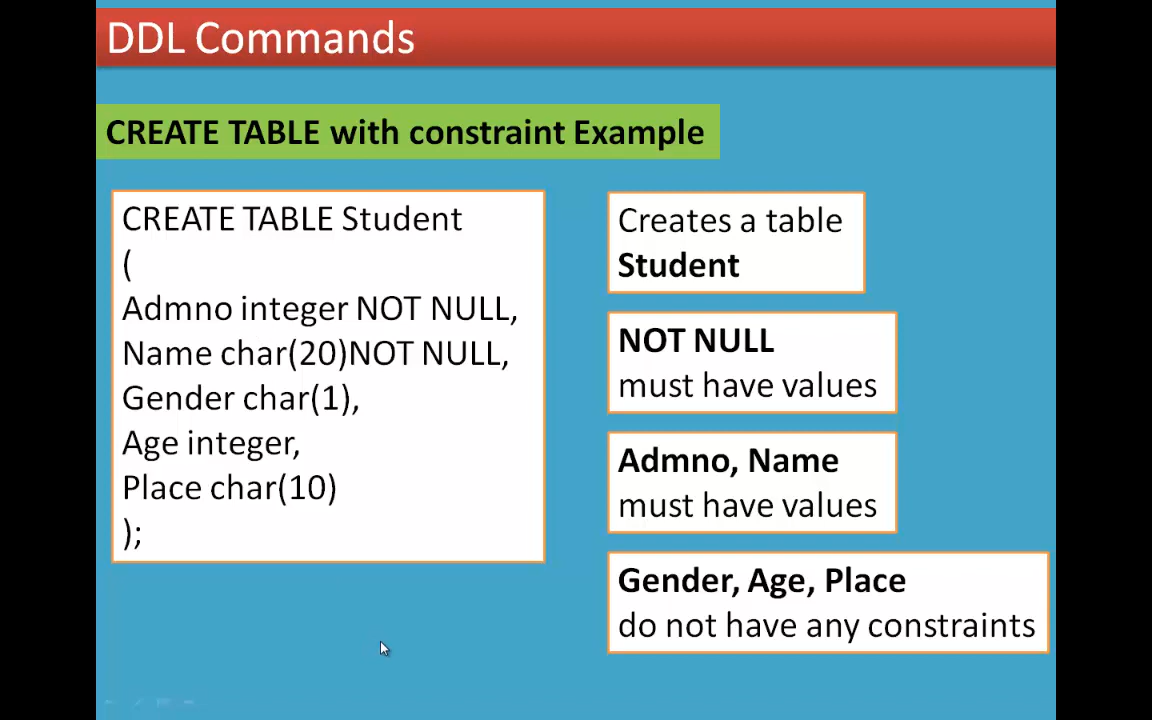 DDL Commands
CREATE TABLE with constraint Example
CREATE TABLE Student
(
Admno integer NOT NULL,
Name char(20)NOT NULL,
Gender char(1),
Age integer,
Place char(10)
);
Creates a table
Student
NOT NULL
must have values
Admno, Name
must have values
Gender, Age, Place
do not have any constraints